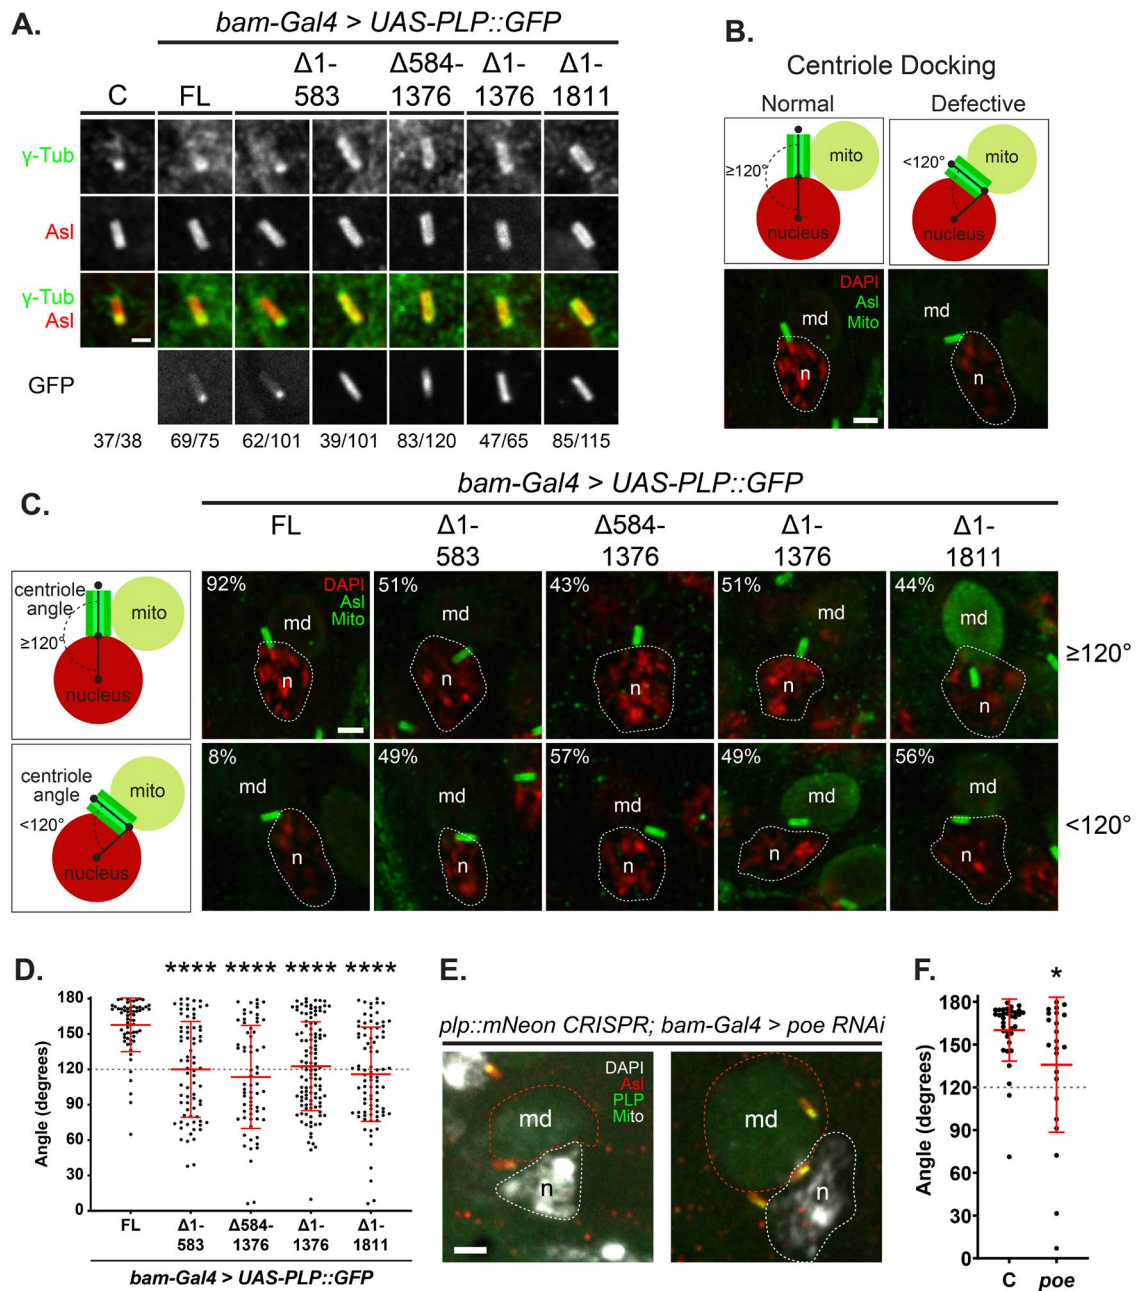 A.
bam-Gal4 > UAS-PLP::GFP
C
FL
Δ1-
583
Δ584-
1376
Δ1-
1376
Δ1-
1811
γ-Tub
Asl
γ-Tub
Asl
GFP
37/38 69/75 62/101 39/101 83/120 47/65 85/115
B.
Centriole Docking
Normal Defective
≥120° mito nucleus
<120° mito nucleus
DAPI
Asl
Mito
md
n
md
n
C.
bam-Gal4 > UAS-PLP::GFP
FL
Δ1-
583
Δ584-
1376
Δ1-
1376
Δ1-
1811
centriole
angle
≥120°
mito
nucleus
92%
DAPI
Asl
Mito
md
n
51%
md
n
43%
md
n
51%
md
n
44%
md
n
≥120°
centriole
angle
<120°
mito
nucleus
8%
md
n
49%
md
n
57%
md
n
49%
md
n
56%
md
n
<120°
D.
**** **** **** ****
Angle (degrees)
180
150
120
90
60
30
0
FL
Δ1-
583
Δ584-
1376
Δ1-
1376
Δ1-
1811
bam-Gal4 > UAS-PLP::GFP
E.
plp::mNeon CRISPR; bam-Gal4 > poe RNAi
DAPI
Asl
PLP
Mito
md
n
md
n
F.
*
Angle (degrees)
180
150
120
90
60
30
0
C poe